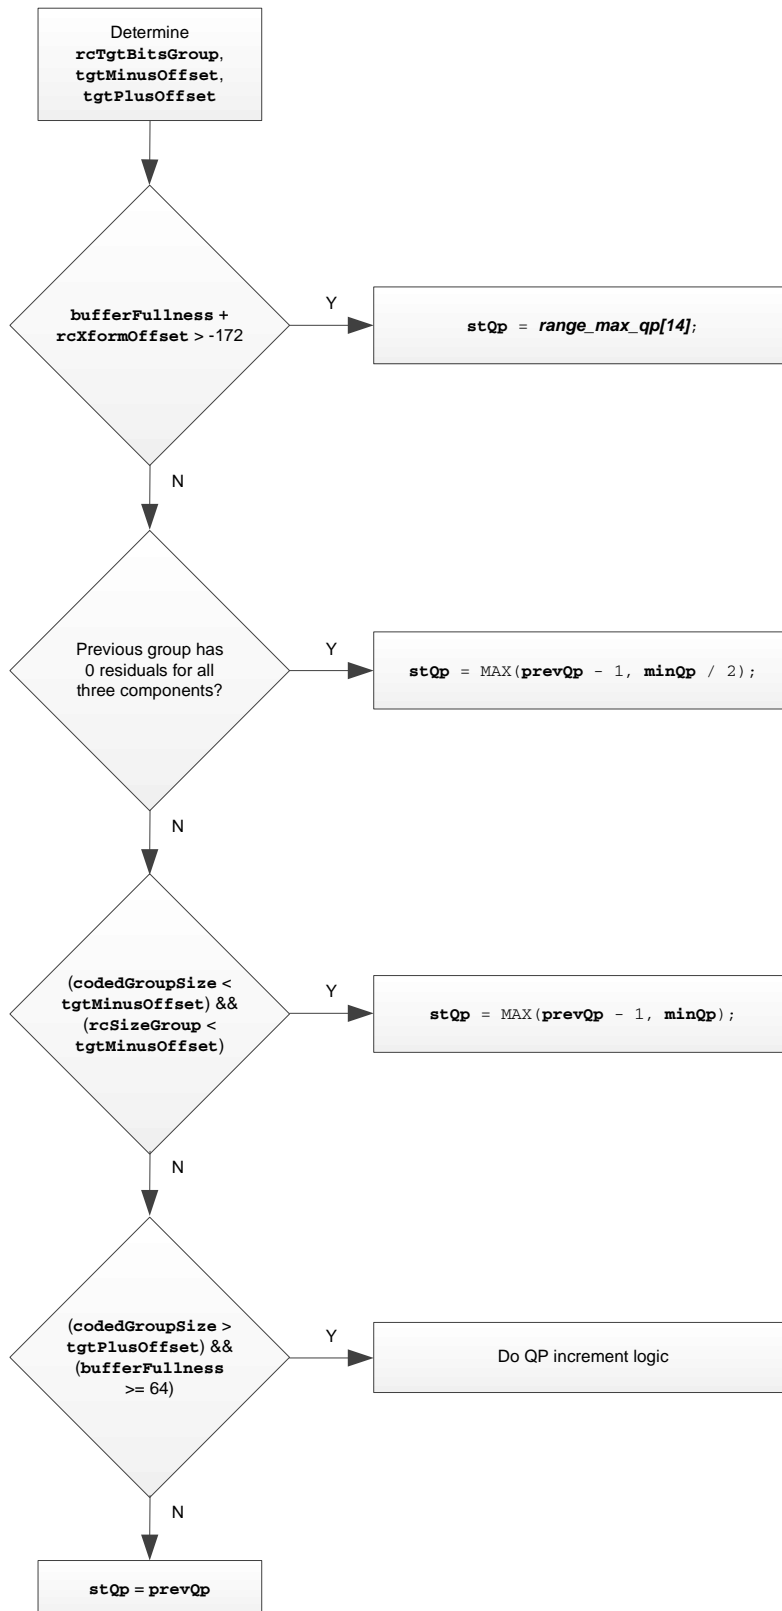 Determine
rcTgtBitsGroup,
tgtMinusOffset,
tgtPlusOffset
bufferFullness +
rcXformOffset > -172
Y
stQp = range_max_qp[14];
N
Previous group has
0 residuals for all
three components?
Y
stQp = MAX(prevQp - 1, minQp / 2);
N
(codedGroupSize <
tgtMinusOffset) &&
(rcSizeGroup <
tgtMinusOffset)
Y
stQp = MAX(prevQp - 1, minQp);
N
(codedGroupSize >
tgtPlusOffset) &&
(bufferFullness
>= 64)
Y
Do QP increment logic
N
stQp = prevQp